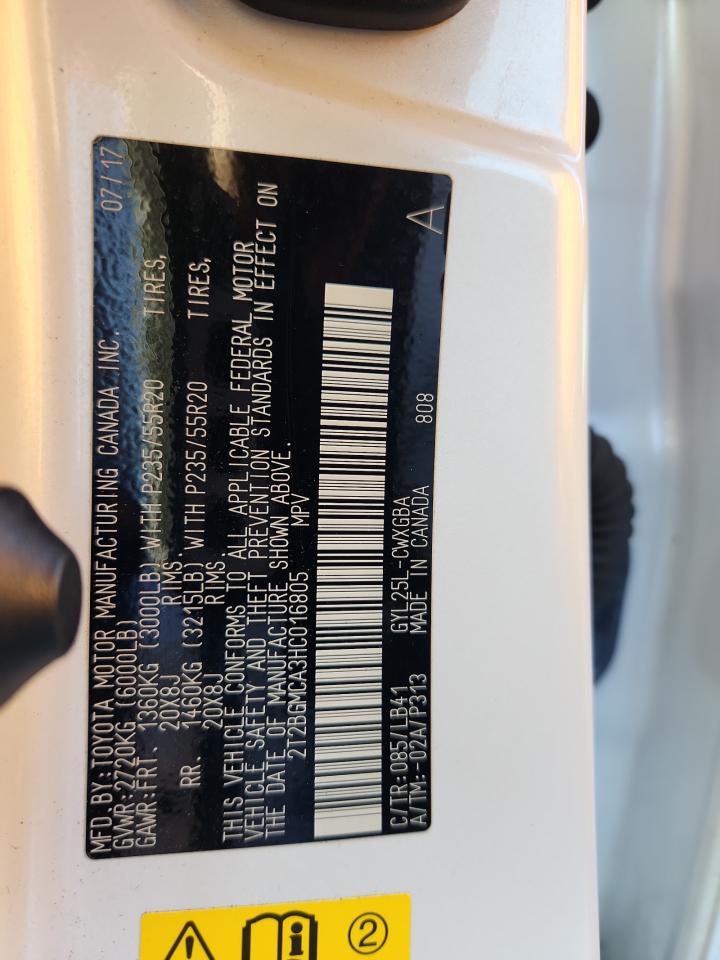 MFD.BY:TOYOTA MOTOR MANUFACTURING CANADA INC. 07/17
GVWR:2720KG (6000LB)
GAWR:FRT. 1360KG (3000LB) WITH P235/55R20 TIRES,
20X8J RIMS
RR. 1460KG (3215LB) WITH P235/55R20 TIRES,
20X8J RIMS
THIS VEHICLE CONFORMS TO ALL APPLICABLE FEDERAL MOTOR
VEHICLE SAFETY AND THEFT PREVENTION STANDARDS IN EFFECT ON
THE DATE OF MANUFACTURE SHOWN ABOVE.
2T2BGMCA3HC016805 MPV
A
C/TR:085/LB41 GYL25L-CWXGBA
A/TM:-02A/P313 MADE IN CANADA 808
2